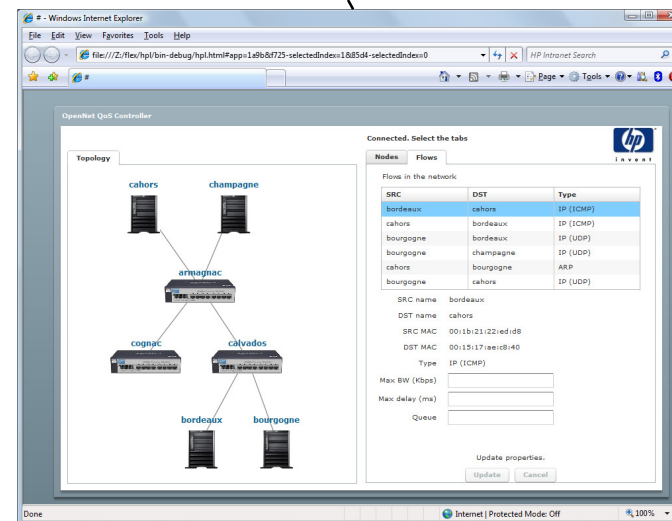 # - Windows Internet Explorer
File Edit View Favorites Tools Help
file:///Z:/flex/hpl/bin-debug/hpl.html#app=1a9b&f725-selectedIndex=1&85d4-selectedIndex=0
HP Intranet Search
#
Page Tools
OpenNet QoS Controller
Connected. Select the tabs
hp
invent
Topology
Nodes Flows
Flows in the network
SRC DST Type
bordeaux cahors IP (ICMP)
cahors bordeaux IP (ICMP)
bourgogne bordeaux IP (UDP)
bourgogne champagne IP (UDP)
cahors bourgogne ARP
bourgogne cahors IP (UDP)
SRC name bordeaux
DST name cahors
SRC MAC 00:1b:21:22:ed:d8
DST MAC 00:15:17:ae:c8:40
Type IP (ICMP)
Max BW (Kbps)
Max delay (ms)
Queue
Update properties.
Update Cancel
cahors champagne
armagnac
cognac calvados
bordeaux bourgogne
Done
Internet | Protected Mode: Off
100%